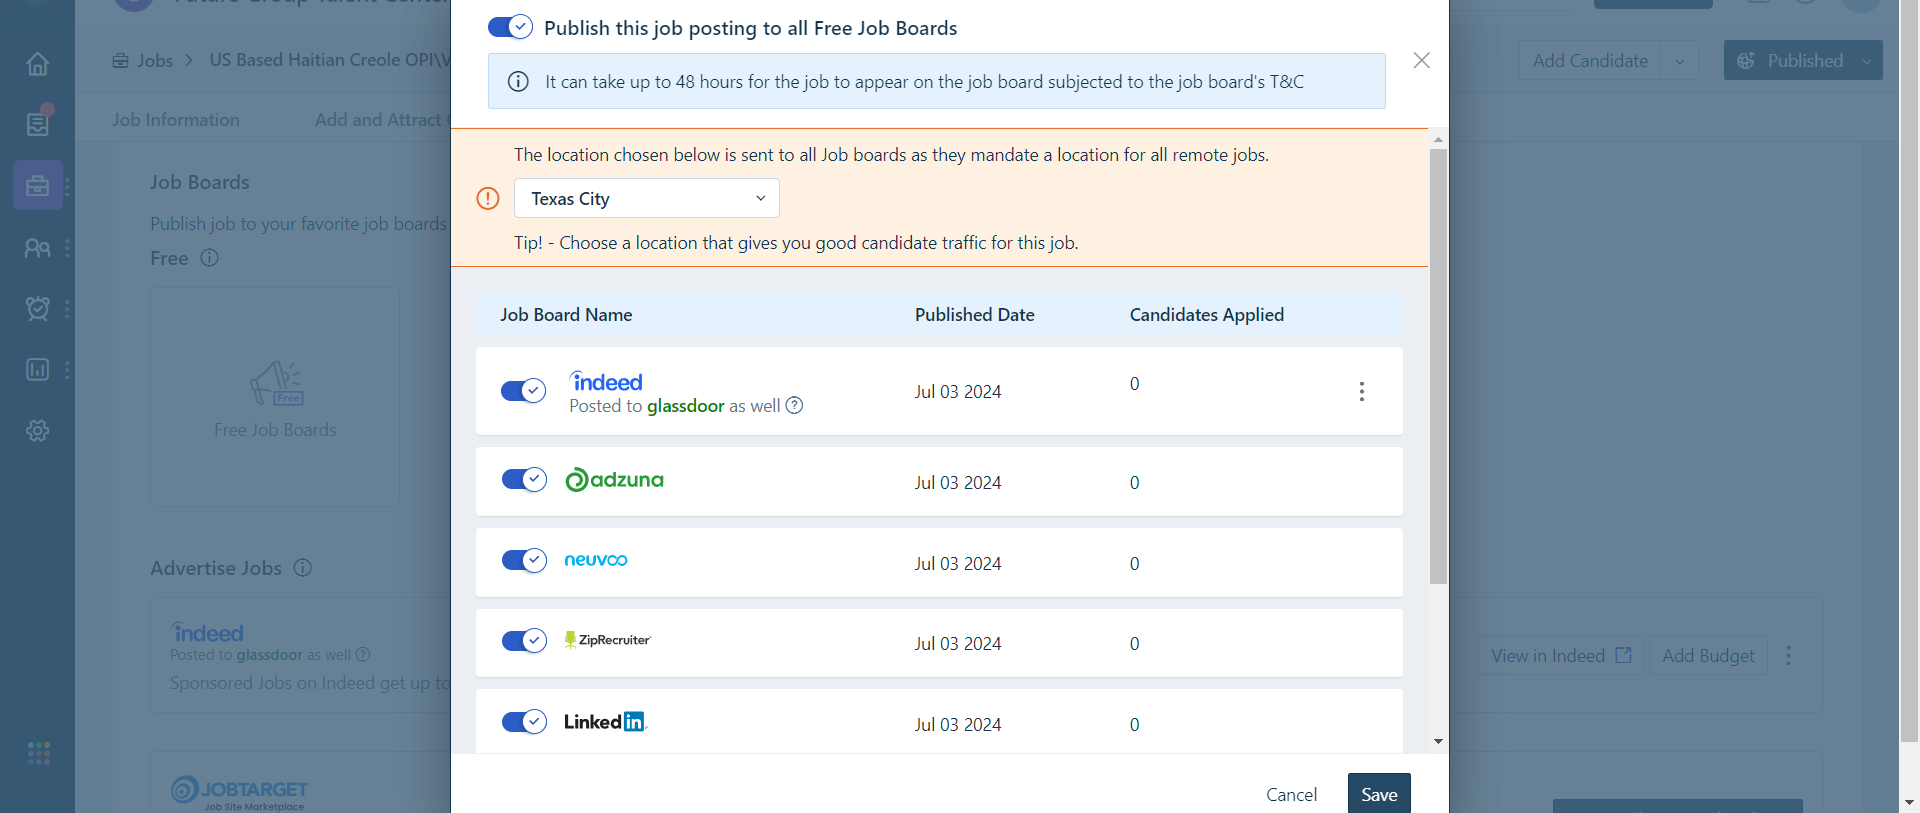 Publish this job posting to all Free Job Boards
It can take up to 48 hours for the job to appear on the job board subjected to the job board's T&C
Jobs > US Based Haitian Creole OPI\V
Add Candidate
Published
Job Information
Add and Attract
The location chosen below is sent to all Job boards as they mandate a location for all remote jobs.
Texas City
Tip! - Choose a location that gives you good candidate traffic for this job.
Job Boards
Publish job to your favorite job boards
Free
Free
Free Job Boards
Job Board Name Published Date Candidates Applied
indeed
Posted to glassdoor as well
Jul 03 2024 0
adzuna Jul 03 2024 0
neuvoo Jul 03 2024 0
ZipRecruiter Jul 03 2024 0
LinkedIn Jul 03 2024 0
Advertise Jobs
indeed
Posted to glassdoor as well
Sponsored Jobs on Indeed get up to
View in Indeed
Add Budget
JOBTARGET
Job Site Marketplace
Cancel
Save